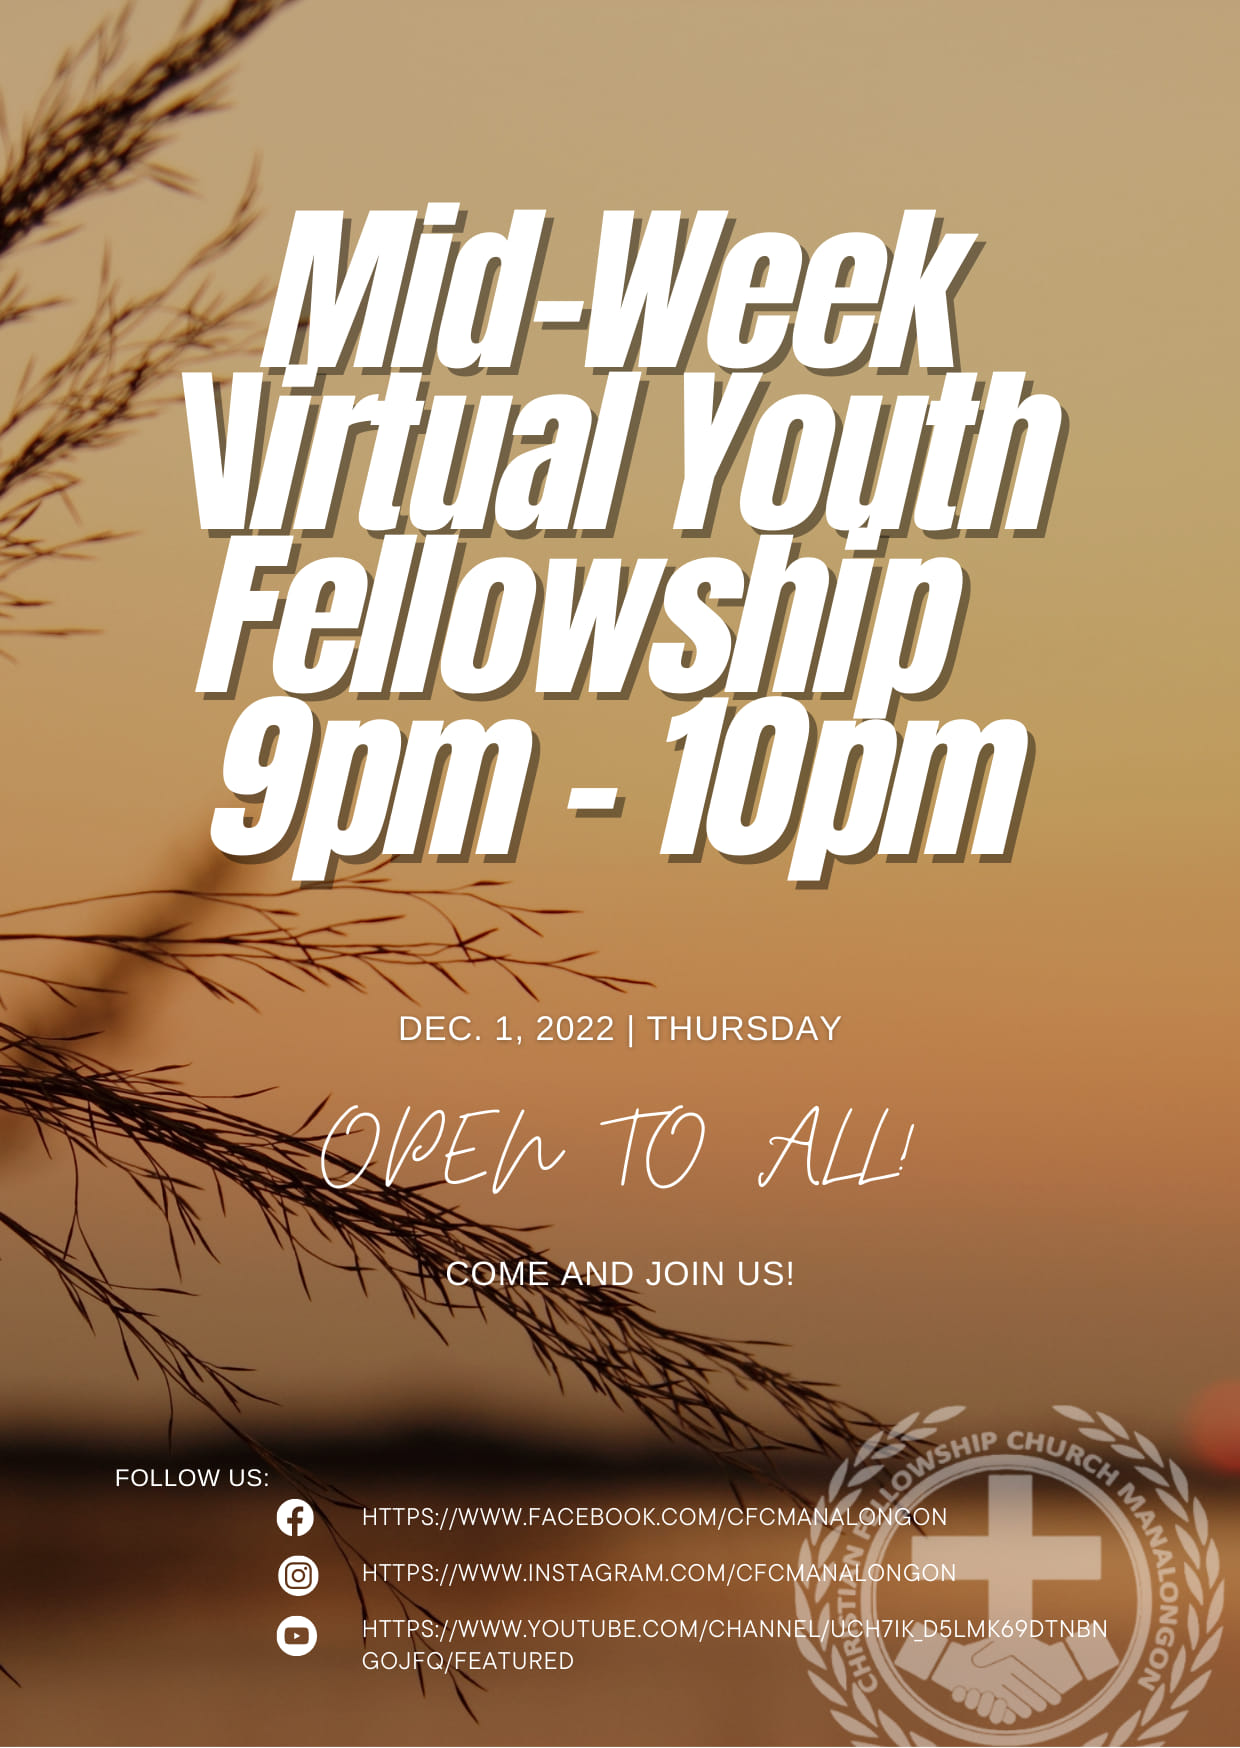 Mid-Week
Virtual Youth
Fellowship
9pm - 10pm
DEC. 1, 2022 | THURSDAY
OPEN TO ALL!
COME AND JOIN US!
FOLLOW US:
HTTPS://WWW.FACEBOOK.COM/CFCMANALONGON
HTTPS://WWW.INSTAGRAM.COM/CFCMANALONGON
HTTPS://WWW.YOUTUBE.COM/CHANNEL/UCH7IK_D5LMK69DTNBN
GOJFQ/FEATURED
CHRISTIAN FELLOWSHIP CHURCH MANALONGON